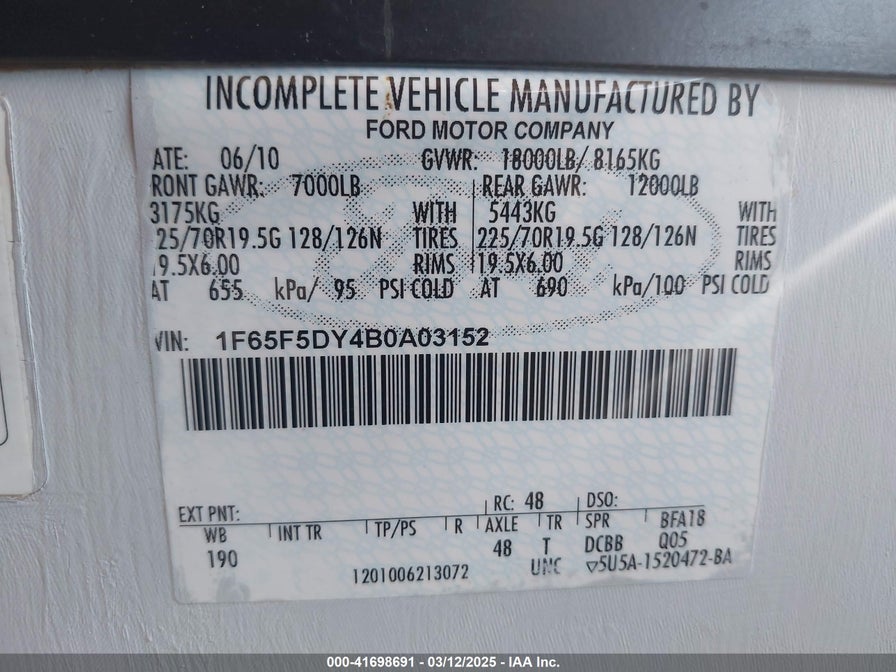 INCOMPLETE VEHICLE MANUFACTURED BY
FORD MOTOR COMPANY
ATE: 06/10 GVWR: 18000LB/ 8165KG
RONT GAWR: 7000LB REAR GAWR: 12000LB
3175KG WITH 5443KG WITH
25/70R19.5G 128/126N TIRES 225/70R19.5G 128/126N TIRES
19.5X6.00 RIMS 19.5X6.00 RIMS
AT 655 kPa/ 95 PSI COLD AT 690 kPa/100 PSI COLD
VIN: 1F65F5DY4B0A03152
EXT PNT: RC: 48 DSO:
WB INT TR TP/PS R AXLE TR SPR BFA18
190 48 T DCBB Q05
1201006213072 UNC ▽5U5A-1520472-BA
000-41698691 - 03/12/2025 - IAA Inc.